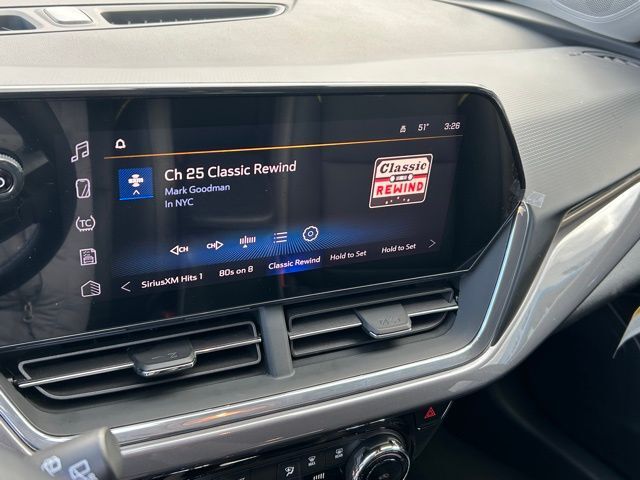 51° 3:26
Ch 25 Classic Rewind
Mark Goodman
In NYC
Classic
REWIND
TC
CH
CH
SiriusXM Hits 1 80s on 8 Classic Rewind Hold to Set Hold to Set